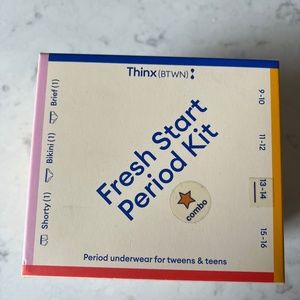 Thinx(BTWN):
Fresh Start
Period Kit
combo
Period underwear for tweens & teens
Shorty (1)
Bikini (1)
Brief (1)
9-10
11-12
13-14
15-16